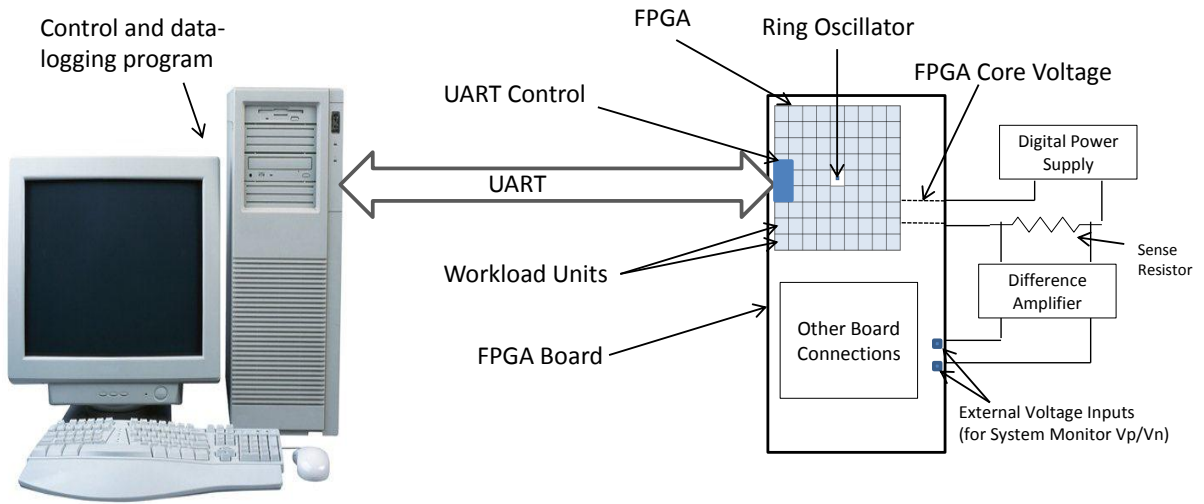 Control and data-
logging program
FPGA
Ring Oscillator
FPGA Core Voltage
UART Control
Digital Power
Supply
UART
Sense
Resistor
Workload Units
Difference
Amplifier
Other Board
Connections
FPGA Board
External Voltage Inputs
(for System Monitor Vp/Vn)